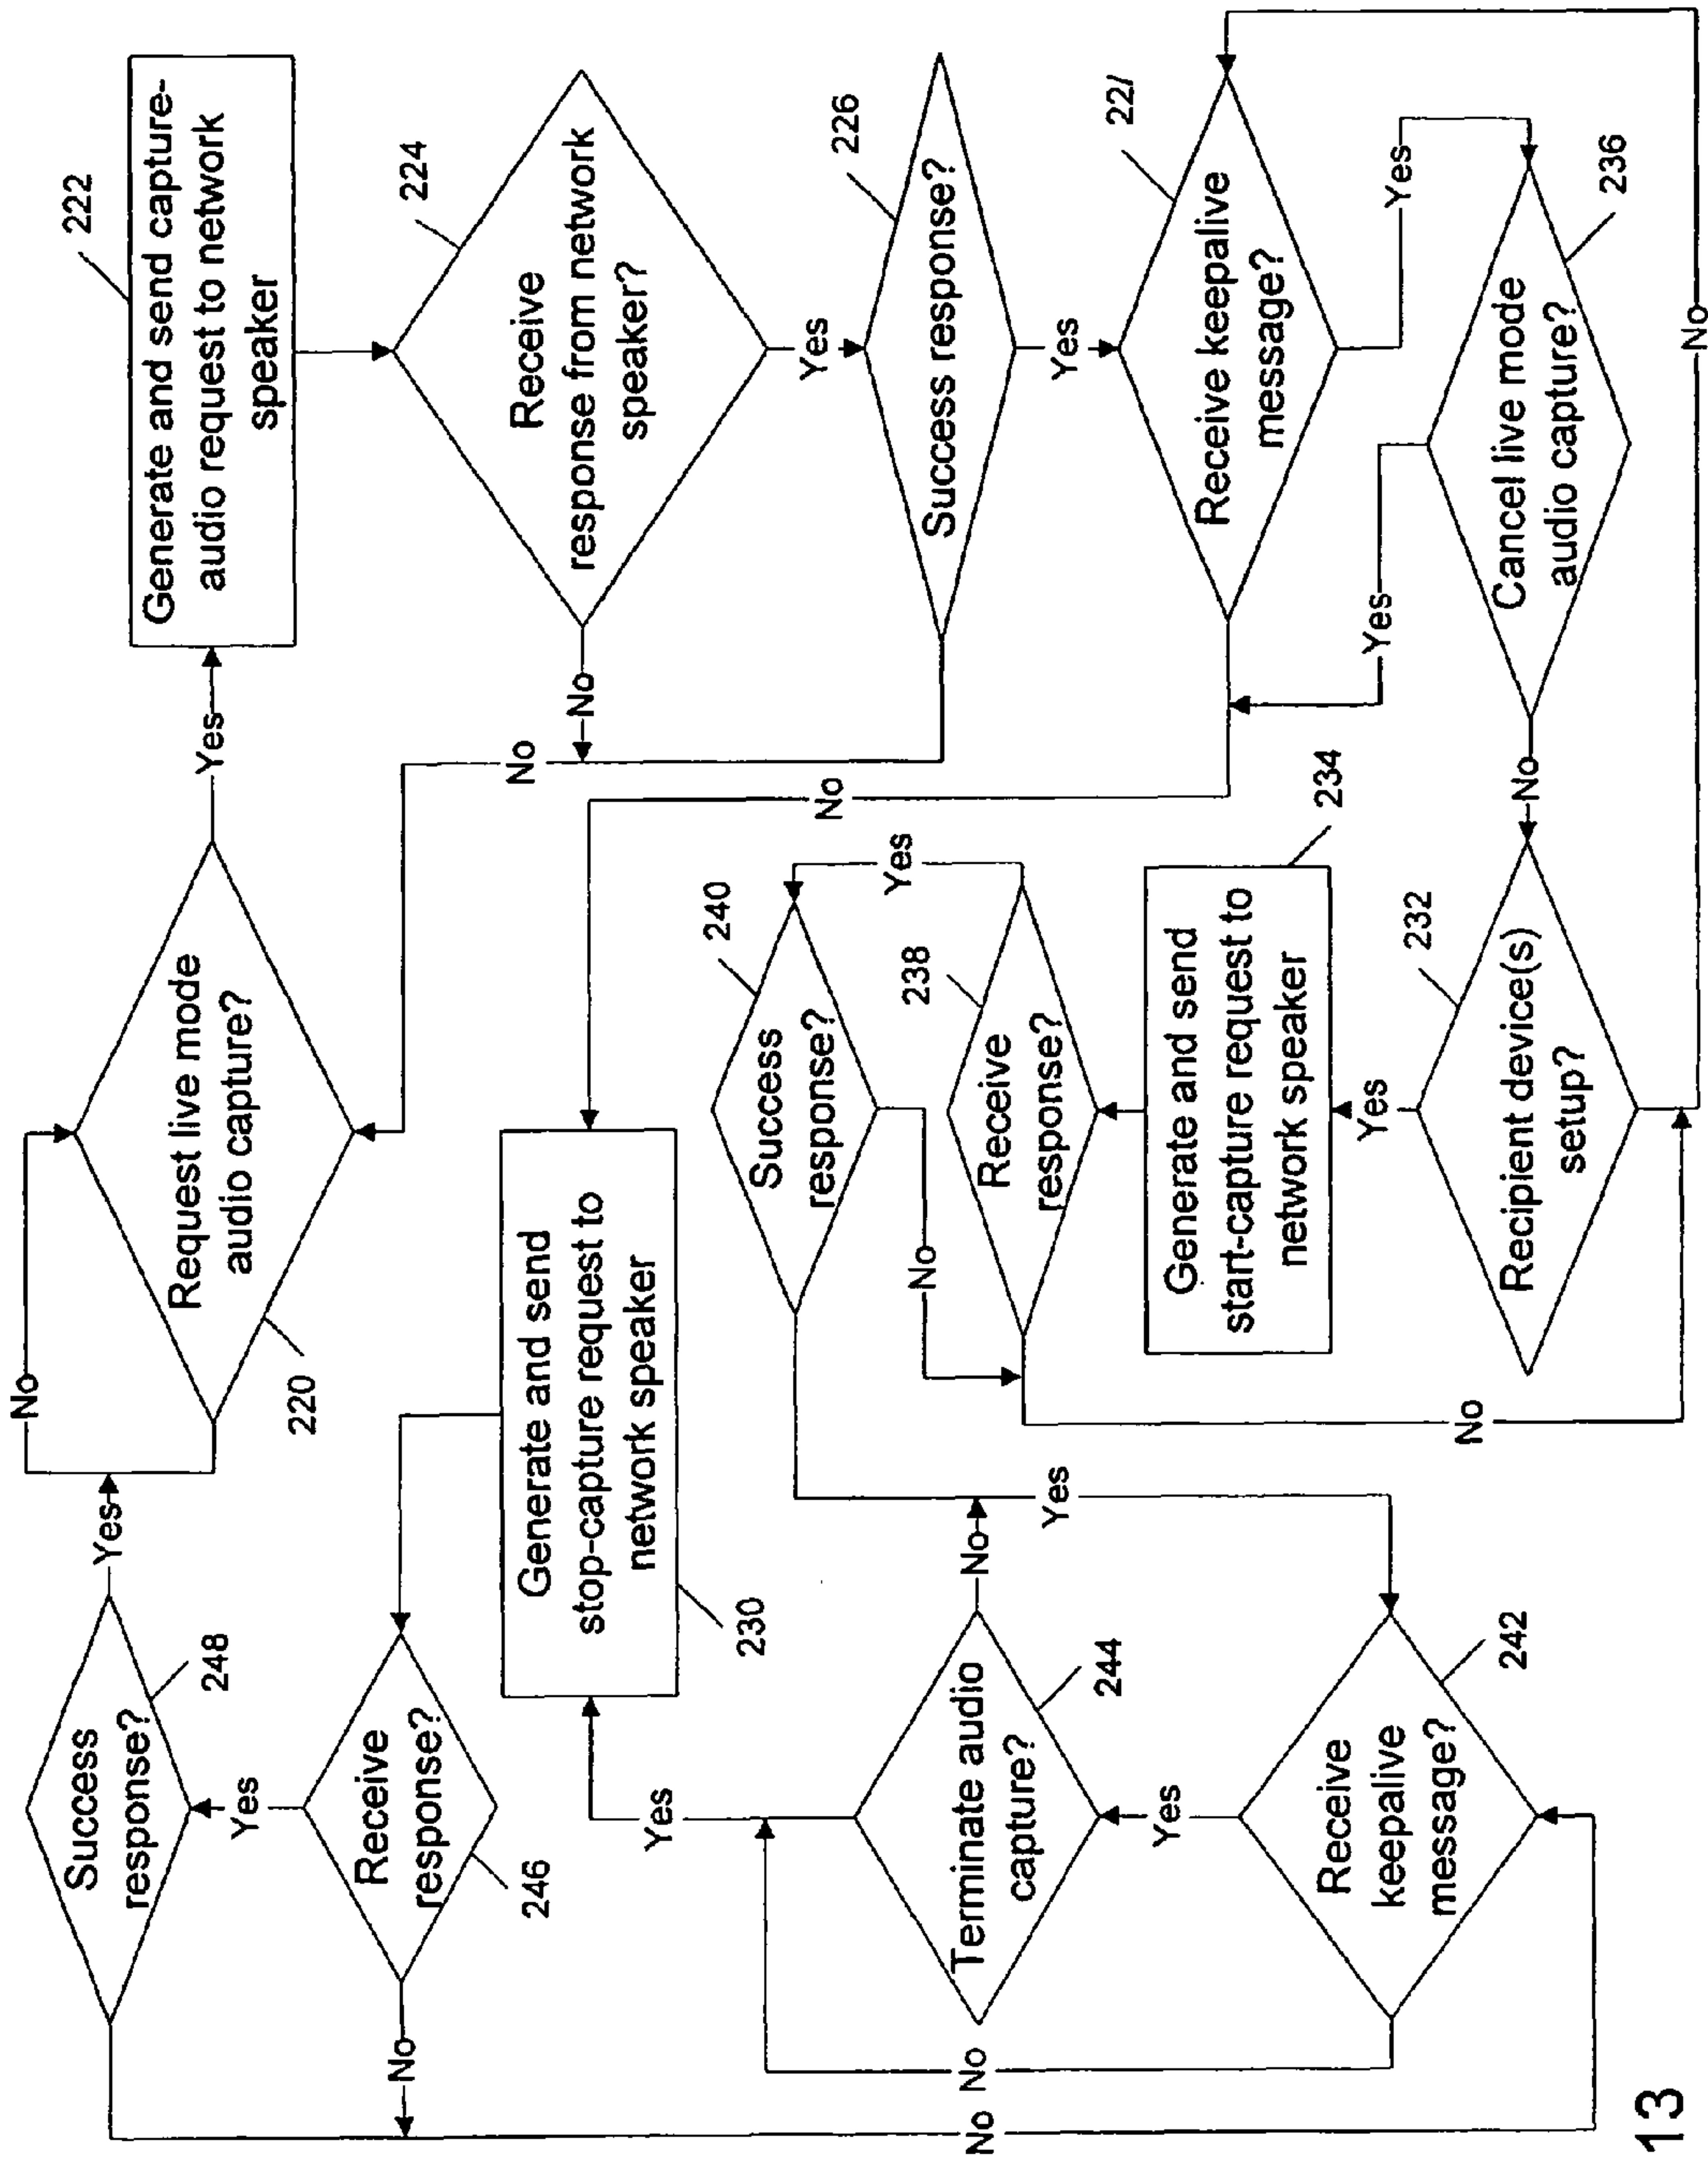 No
Request live mode
audio capture?
220
Yes
222
Generate and send capture-
audio request to network
speaker
224
Receive
response from network
speaker?
No
Yes
226
Success response?
No
Yes
22/
Receive keepalive
message?
No
Yes
236
Cancel live mode
audio capture?
Yes
No
232
Recipient device(s)
setup?
No
Yes
234
Generate and send
start-capture request to
network speaker
238
Receive
response?
No
Yes
240
Success
response?
No
Yes
242
Receive
keepalive
message?
No
Yes
244
Terminate audio
capture?
No
Yes
230
Generate and send
stop-capture request to
network speaker
246
Receive
response?
No
Yes
248
Success
response?
Yes
No
13